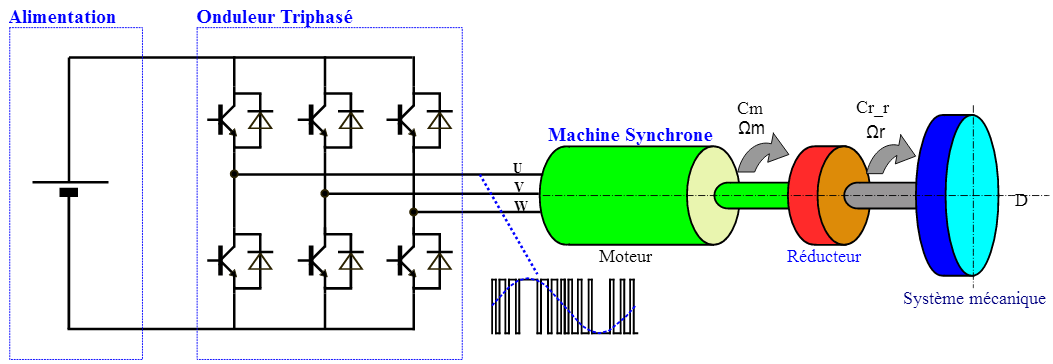 Alimentation
Onduleur Triphasé
Machine Synchrone
Cm
Ωm
Cr_r
Ωr
U
V
W
D
Moteur
Réducteur
Système mécanique